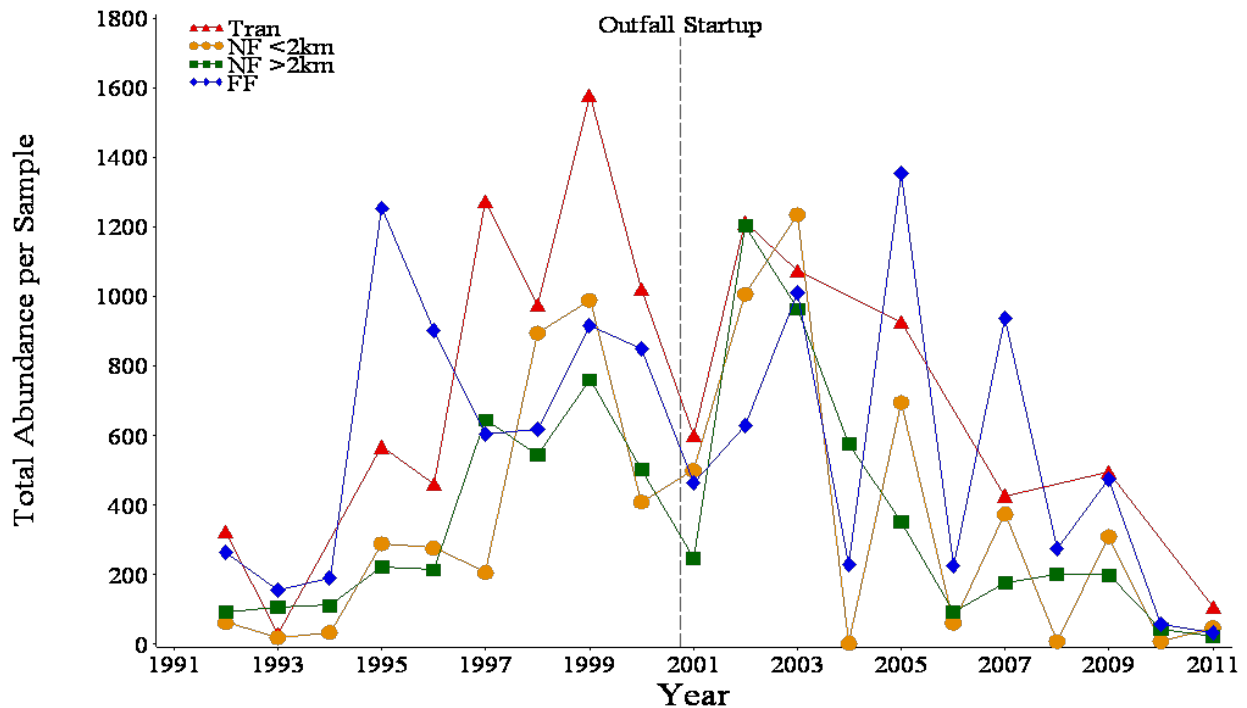 Outfall Startup
Tran
NF <2km
NF >2km
FF
Total Abundance per Sample
1800
1600
1400
1200
1000
800
600
400
200
0
1991 1993 1995 1997 1999 2001 2003 2005 2007 2009 2011
Year